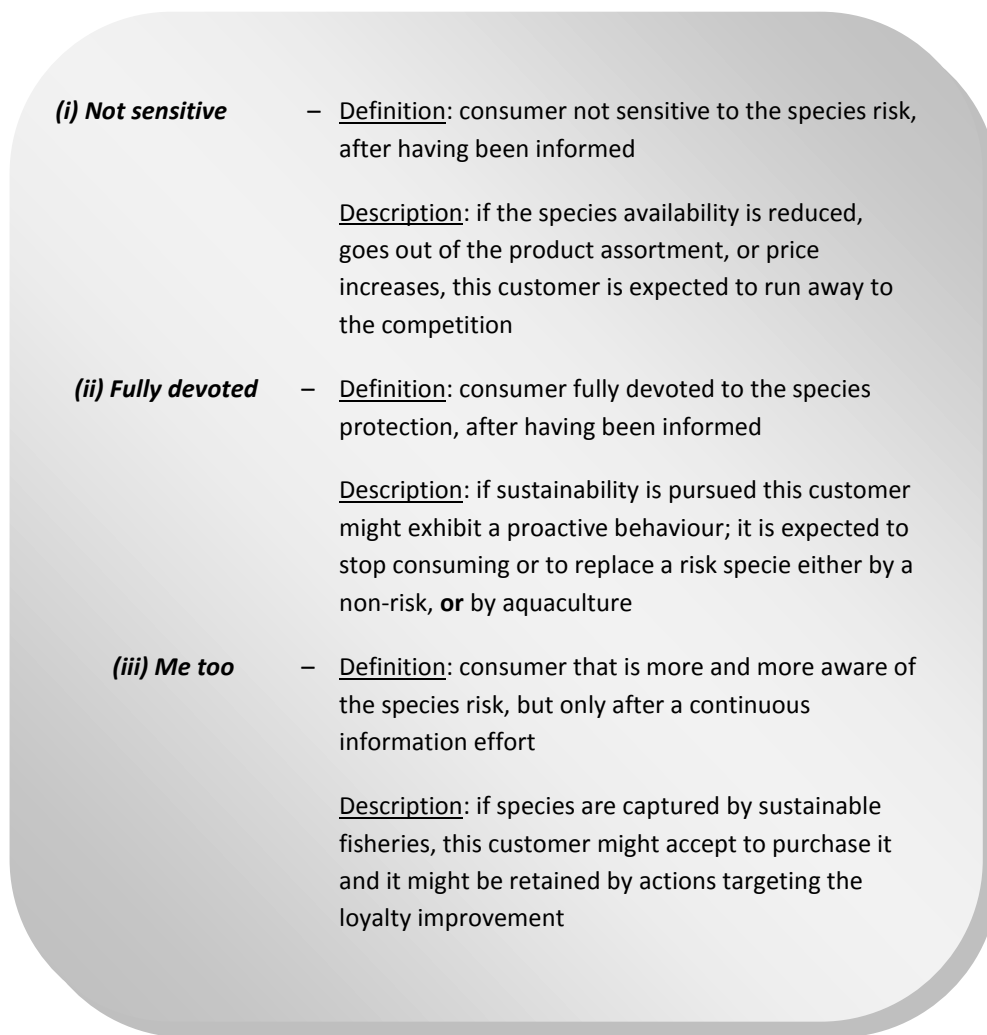 (i) Not sensitive – Definition: consumer not sensitive to the species risk,
after having been informed
Description: if the species availability is reduced,
goes out of the product assortment, or price
increases, this customer is expected to run away to
the competition
(ii) Fully devoted – Definition: consumer fully devoted to the species
protection, after having been informed
Description: if sustainability is pursued this customer
might exhibit a proactive behaviour; it is expected to
stop consuming or to replace a risk specie either by a
non-risk, or by aquaculture
(iii) Me too – Definition: consumer that is more and more aware of
the species risk, but only after a continuous
information effort
Description: if species are captured by sustainable
fisheries, this customer might accept to purchase it
and it might be retained by actions targeting the
loyalty improvement